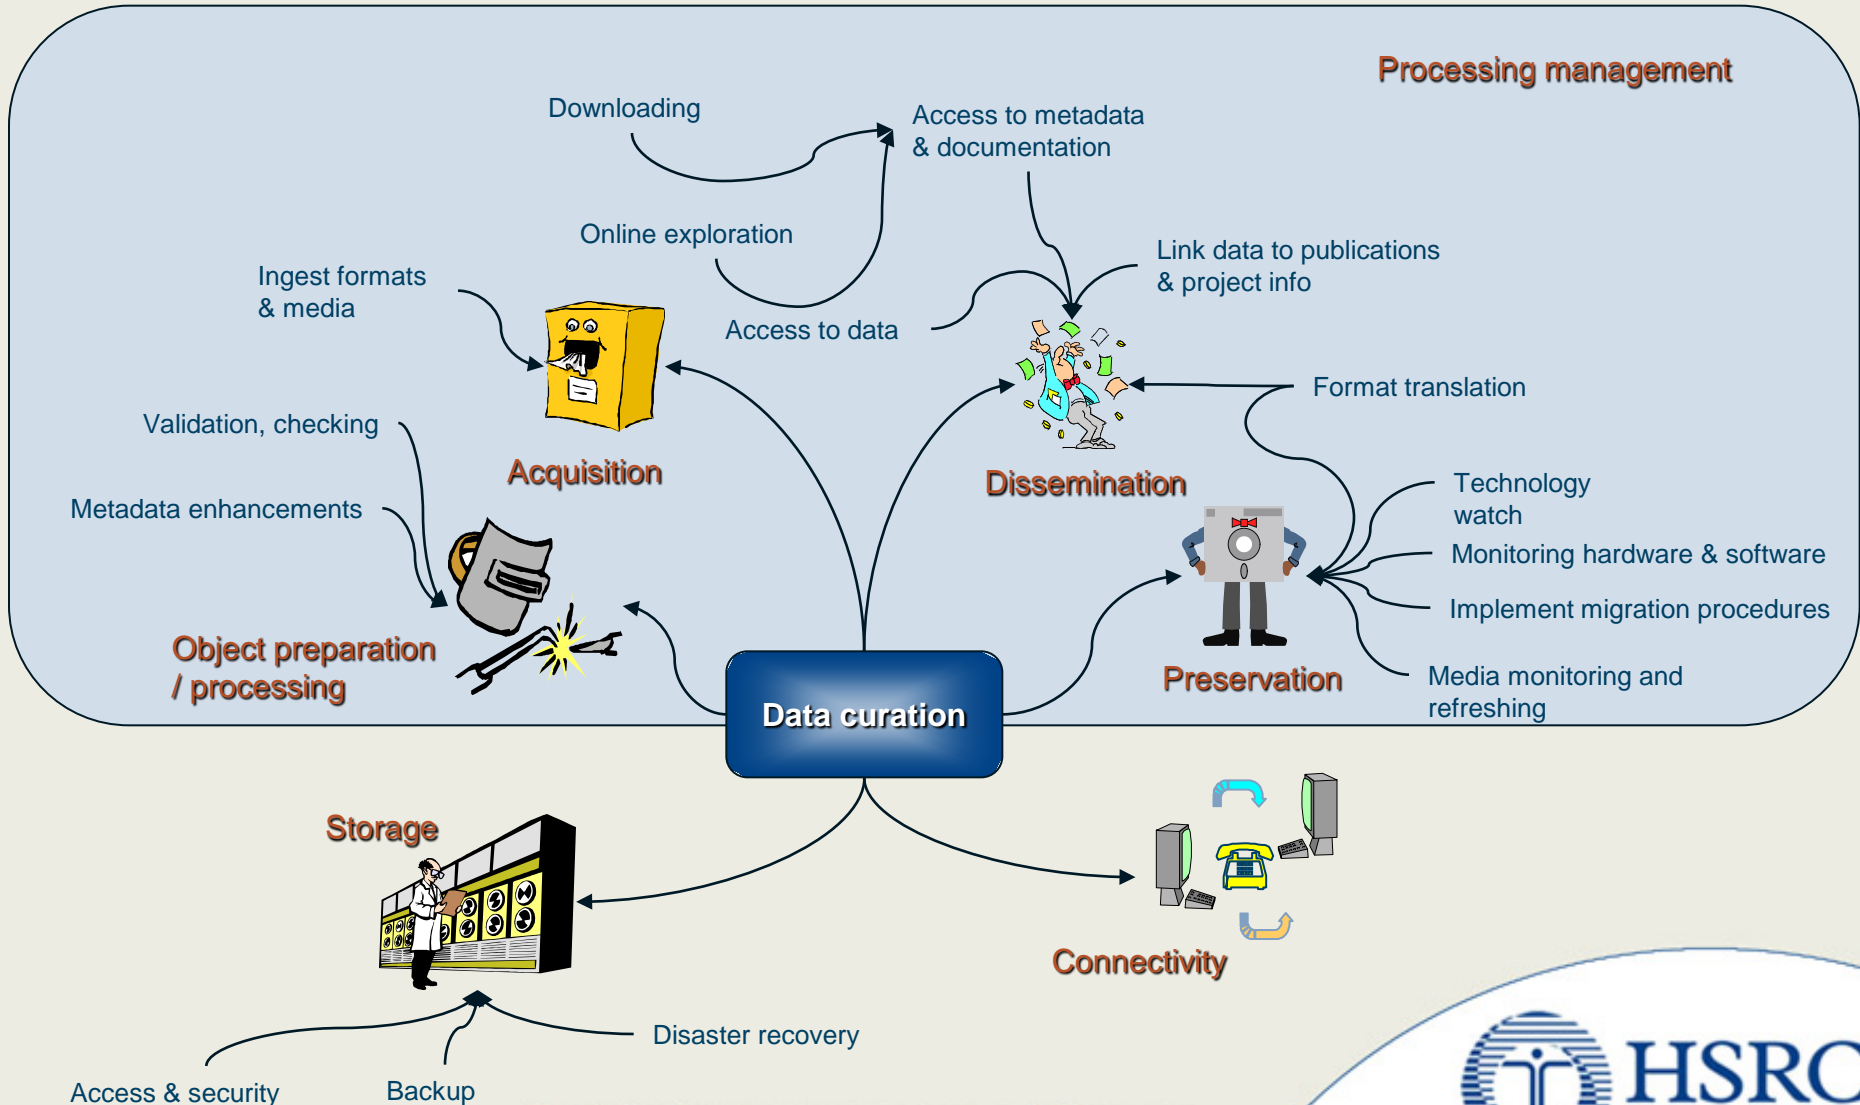 Processing management
Downloading
Access to metadata
& documentation
Online exploration
Link data to publications
& project info
Ingest formats
& media
Access to data
Format translation
Validation, checking
Acquisition
Dissemination
Metadata enhancements
Technology
watch
Monitoring hardware & software
Implement migration procedures
Object preparation
/ processing
Preservation
Media monitoring and
refreshing
Data curation
Storage
Connectivity
Disaster recovery
Access & security
Backup
HSRC